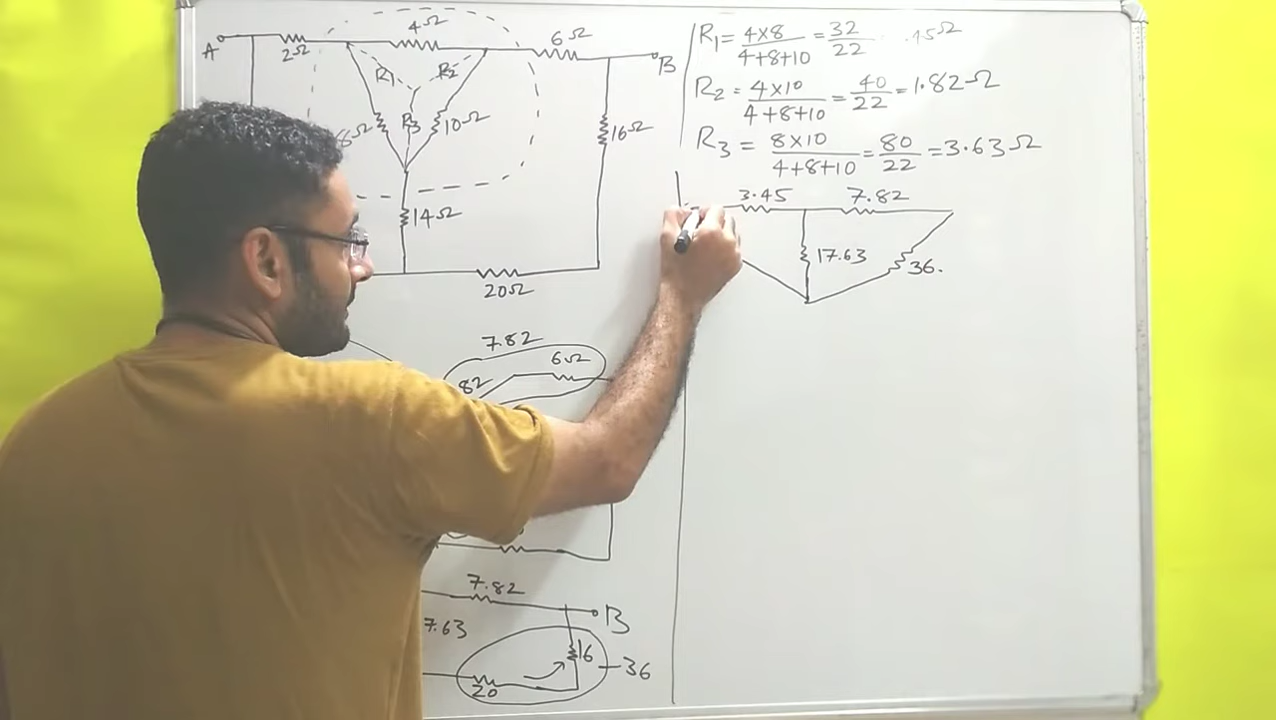 A 2Ω 4Ω 6Ω B
R1 R2
8Ω R3 10Ω 16Ω
14Ω
20Ω
7.82
82 6Ω
7.82
B
7.63
16 36
20
R1 = 4×8 / 4+8+10 = 32 / 22 .45Ω
R2 = 4×10 / 4+8+10 = 40 / 22 = 1.82Ω
R3 = 8×10 / 4+8+10 = 80 / 22 = 3.63Ω
3.45 7.82
17.63 36.